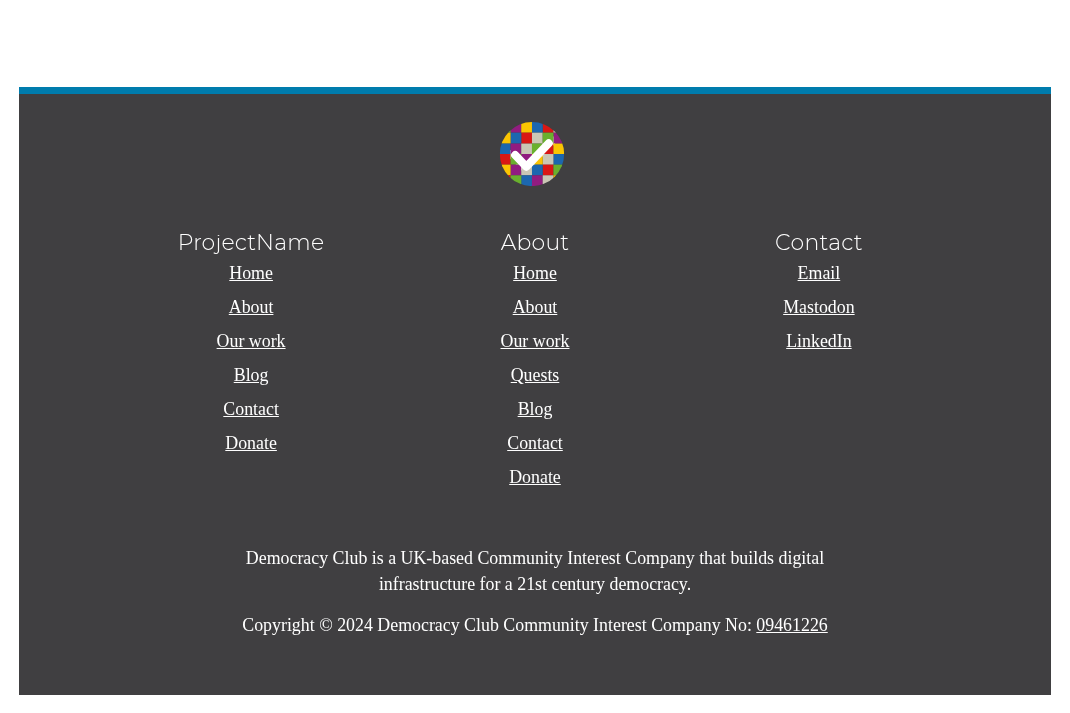 ProjectName
Home
About
Our work
Blog
Contact
Donate
About
Home
About
Our work
Quests
Blog
Contact
Donate
Contact
Email
Mastodon
LinkedIn
Democracy Club is a UK-based Community Interest Company that builds digital
infrastructure for a 21st century democracy.
Copyright © 2024 Democracy Club Community Interest Company No: 09461226